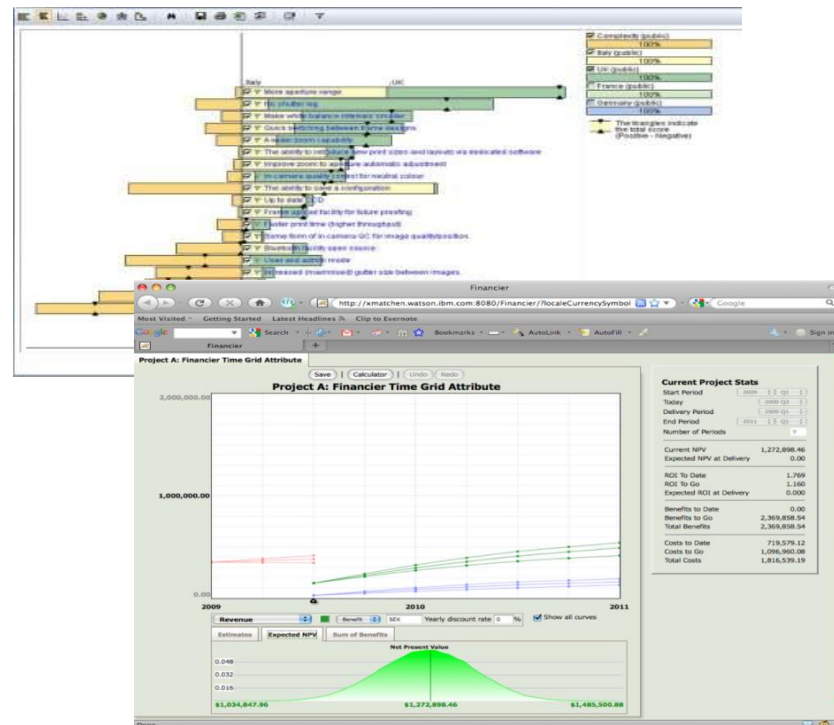 Complexity (public)
100%
Italy (public)
100%
UK (public)
100%
France (public)
100%
Germany (public)
100%
The triangles indicate
the total score
(Positive - Negative)
Italy UK
More aperture range
No shutter lag
Make white balance intervals smaller
Quick switching between frame designs
A wider zoom capability
The ability to introduce new print sizes and layouts via dedicated software
Improve zoom to aperture automatic adjustment
In-camera quality control for neutral colour
The ability to save a configuration
Up to date CCD
Frame upload facility for future proofing
Faster print time (higher throughput)
Some form of in camera QC for image quality/position.
Bluetooth facility open source
User and admin mode
Increased (maximised) gutter size between images.
Financier
http://xmatchen.watson.ibm.com:8080/Financier/?localeCurrencySymbol Google
Most Visited Getting Started Latest Headlines Clip to Evernote
Google Search Bookmarks AutoLink AutoFill Sign in
Financier
Project A: Financier Time Grid Attribute
Save | Calculator | Undo Redo
Project A: Financier Time Grid Attribute
2,000,000.00
1,000,000.00
0.00
2009 2010 2011
Revenue Benefit SEK Yearly discount rate 0 % Show all curves
Estimates Expected NPV Sum of Benefits
Net Present Value
0.048
0.032
0.016
$1,034,847.96 $1,272,898.46 $1,485,500.88
Current Project Stats
Start Period 2009 Q1
Today 2009 Q3
Delivery Period 2009 Q3
End Period 2011 Q1
Number of Periods 9
Current NPV 1,272,898.46
Expected NPV at Delivery 0.00
ROI To Date 1.769
ROI To Go 1.160
Expected ROI at Delivery 0.000
Benefits to Date 0.00
Benefits to Go 2,369,858.54
Total Benefits 2,369,858.54
Costs to Date 719,579.12
Costs to Go 1,096,960.08
Total Costs 1,816,539.19
Done